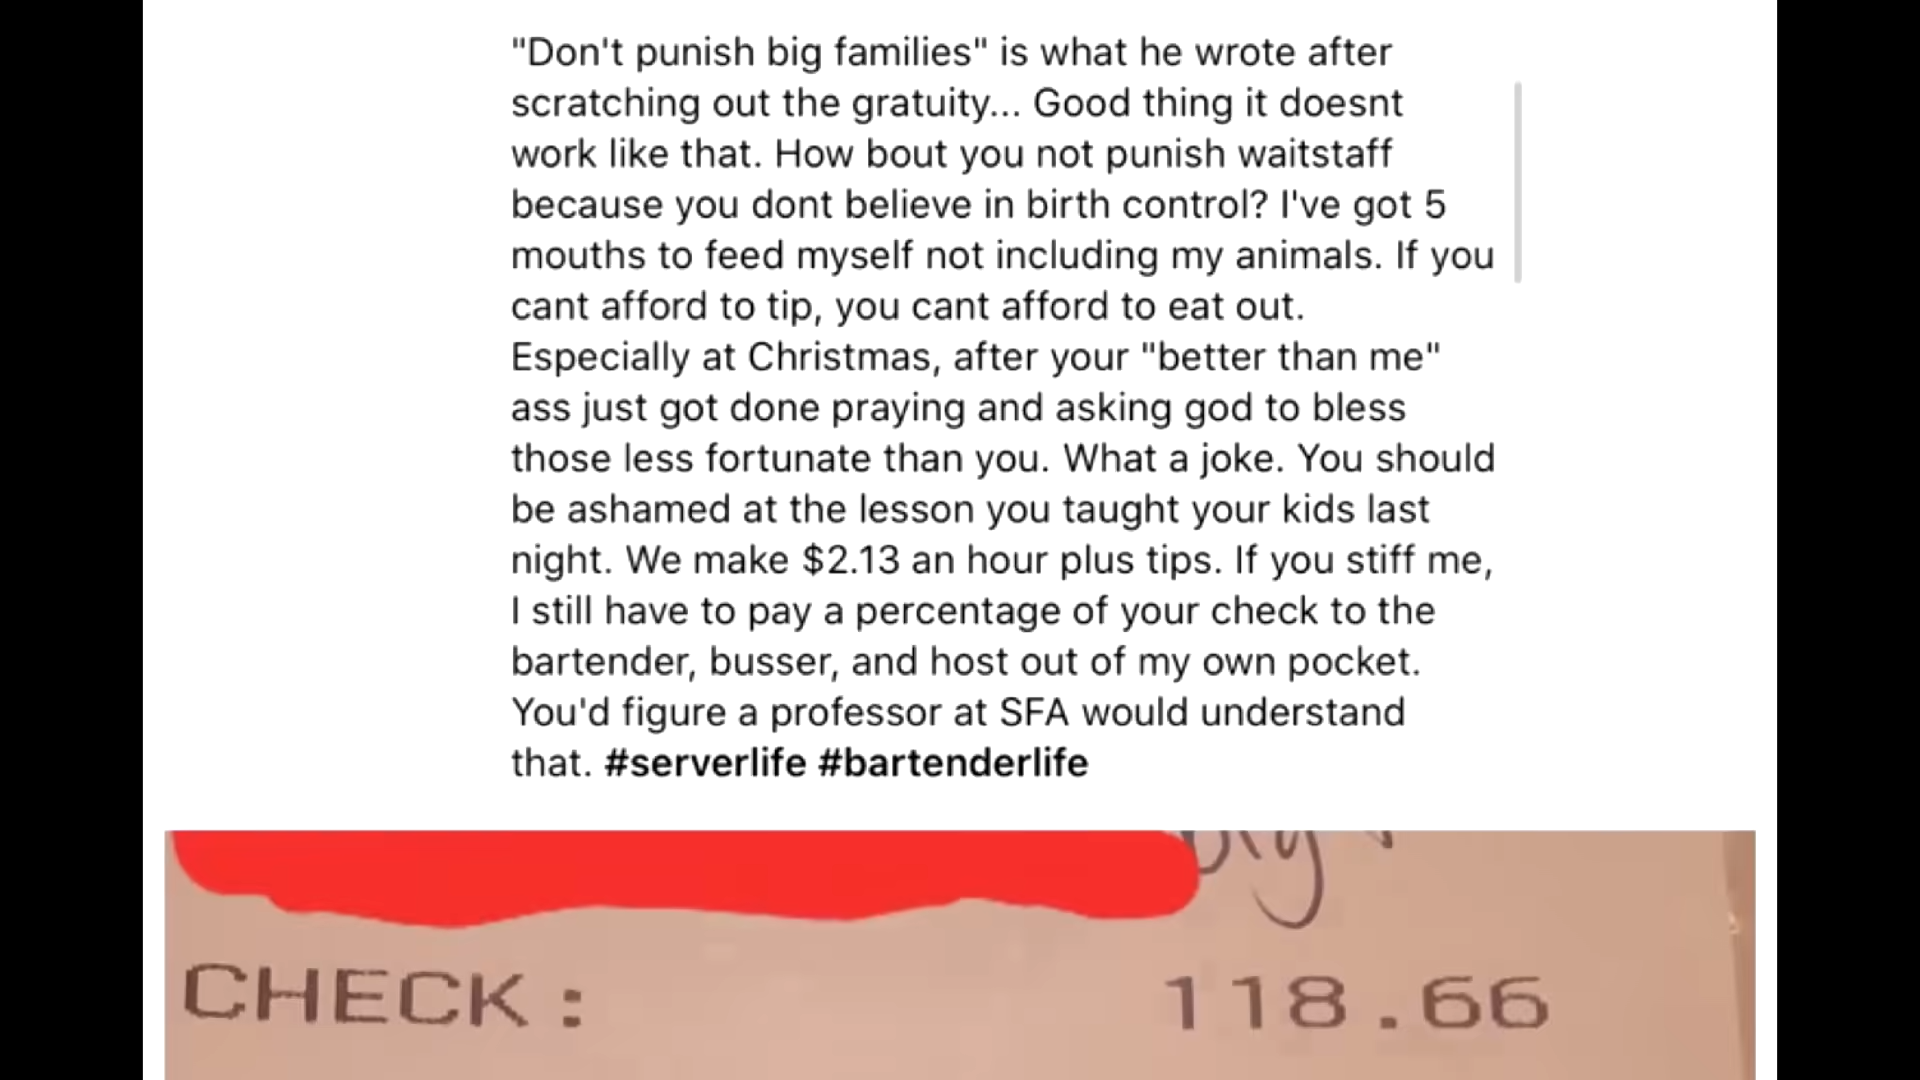 "Don't punish big families" is what he wrote after
scratching out the gratuity... Good thing it doesnt
work like that. How bout you not punish waitstaff
because you dont believe in birth control? I've got 5
mouths to feed myself not including my animals. If you
cant afford to tip, you cant afford to eat out.
Especially at Christmas, after your "better than me"
ass just got done praying and asking god to bless
those less fortunate than you. What a joke. You should
be ashamed at the lesson you taught your kids last
night. We make $2.13 an hour plus tips. If you stiff me,
I still have to pay a percentage of your check to the
bartender, busser, and host out of my own pocket.
You'd figure a professor at SFA would understand
that. #serverlife #bartenderlife
big
CHECK: 118.66